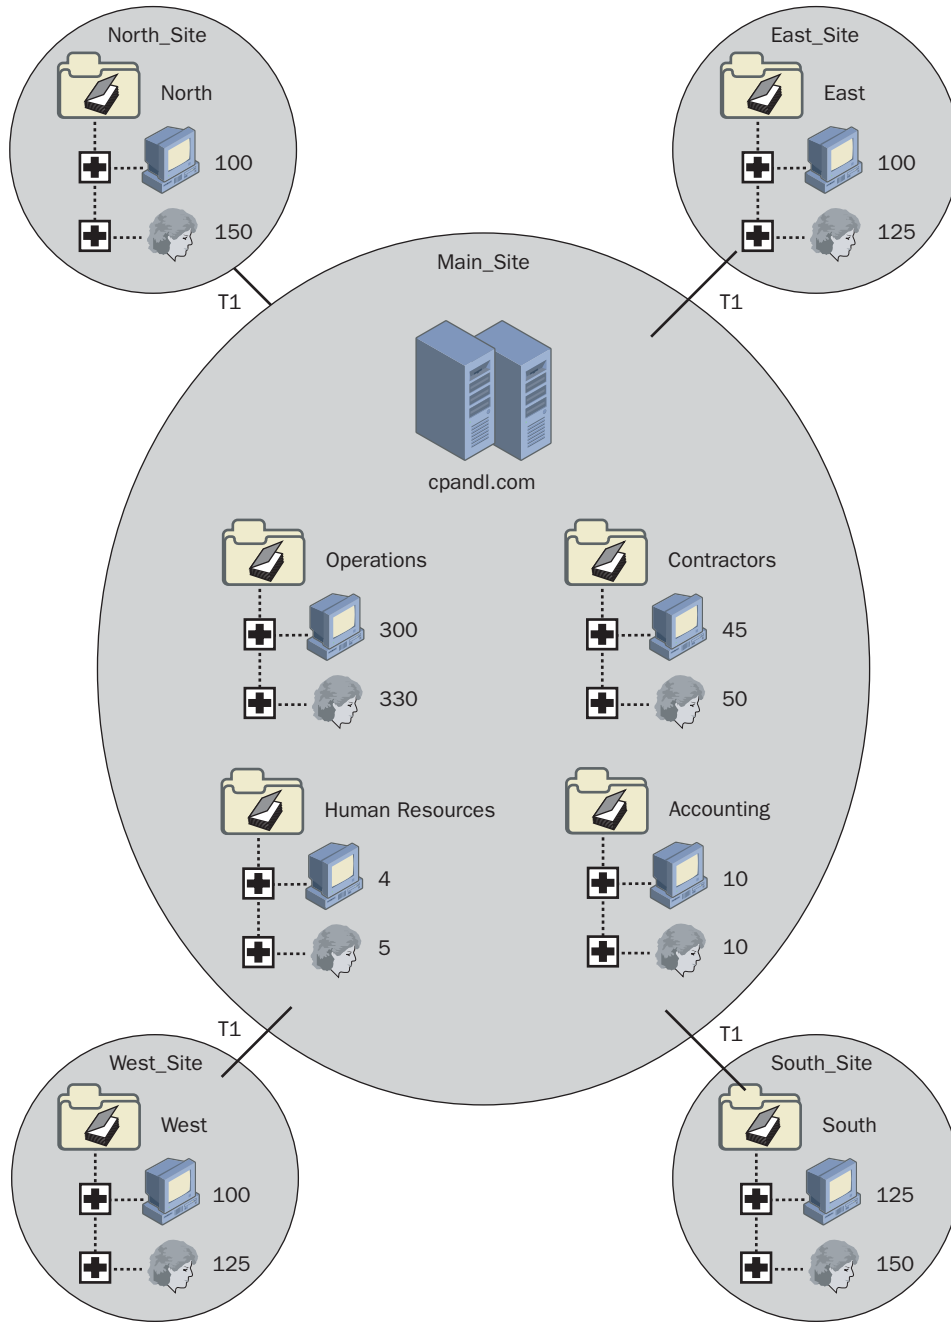 North_Site
North
100
150
East_Site
East
100
125
T1
T1
Main_Site
cpandl.com
Operations
300
330
Contractors
45
50
Human Resources
4
5
Accounting
10
10
T1
T1
West_Site
West
100
125
South_Site
South
125
150